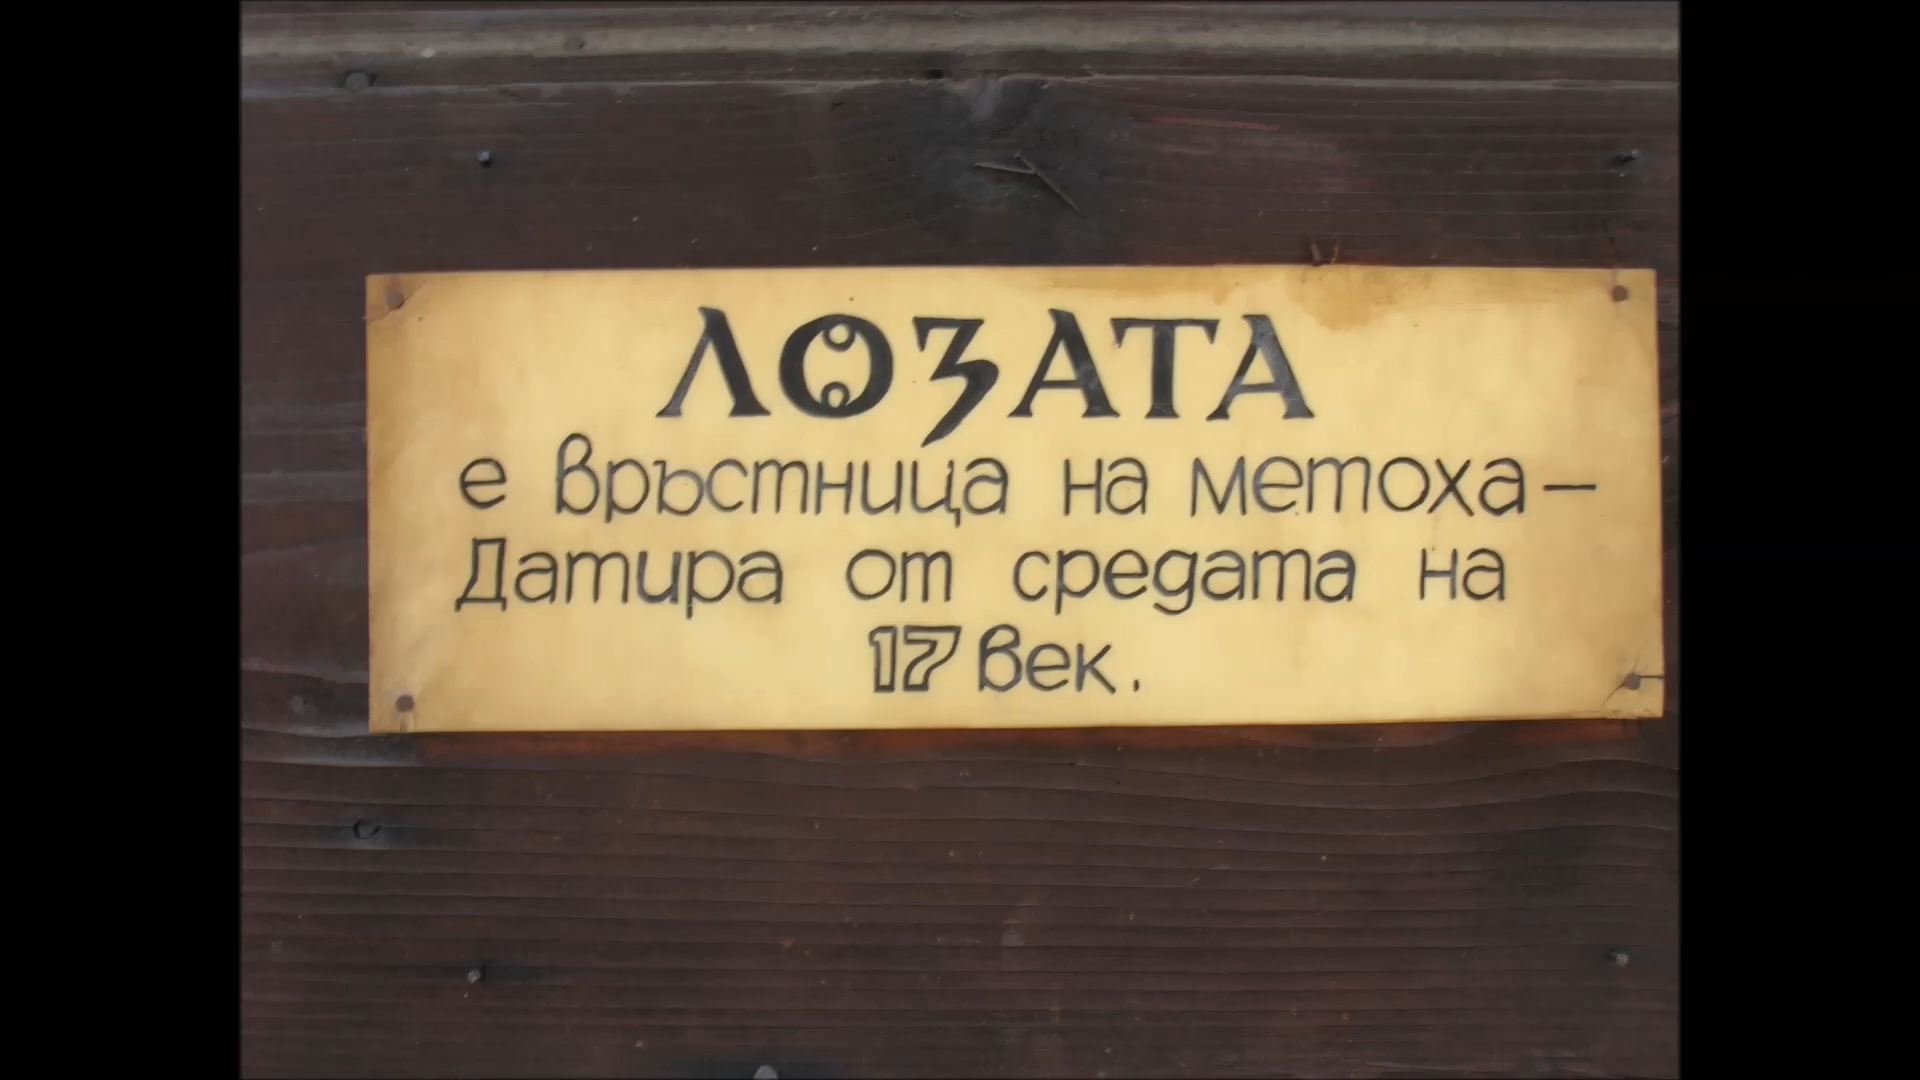 ЛОЗАТА
е връстница на метоха –
Датира от средата на
17 век.